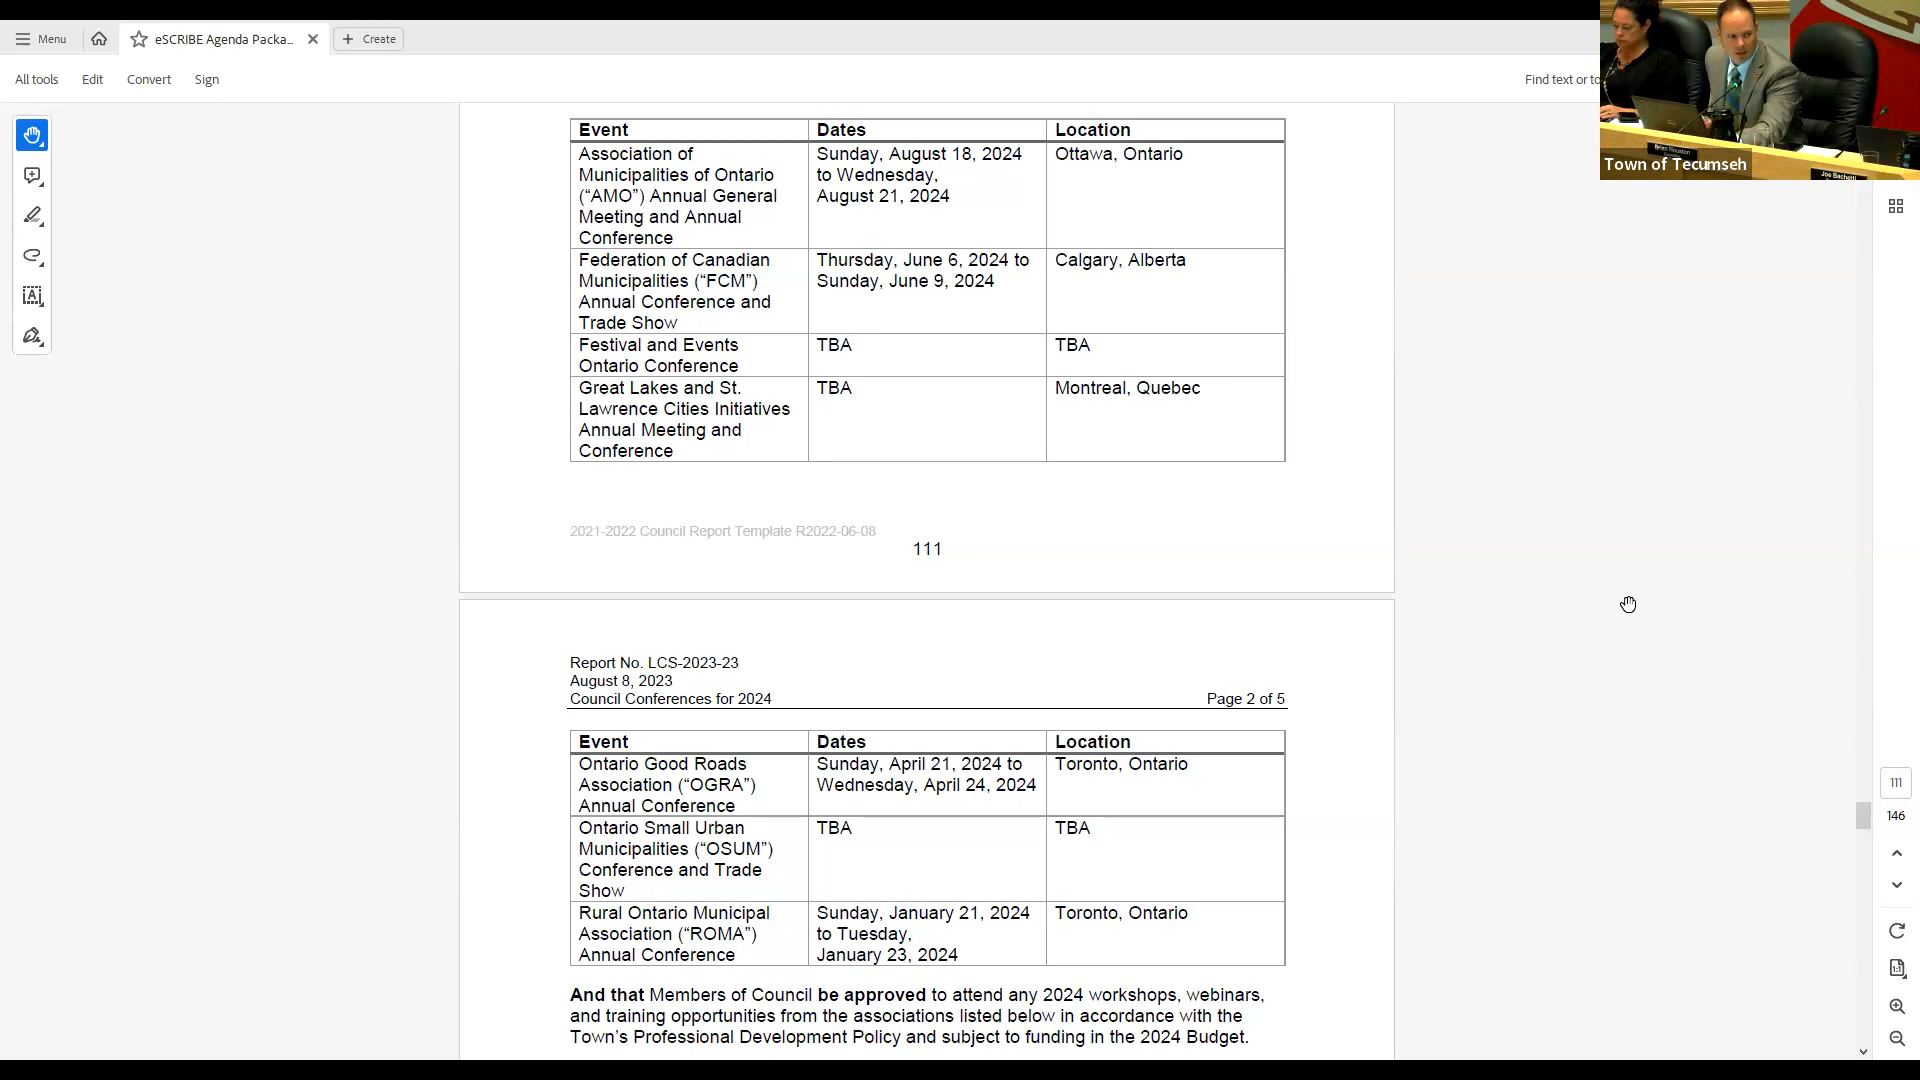 Menu
eSCRIBE Agenda Packa...
Create
All tools
Edit
Convert
Sign
Find text or to
Brian Houston
Joe Bachetti
Town of Tecumseh
Event Dates Location
Association of
Municipalities of Ontario
(“AMO”) Annual General
Meeting and Annual
Conference
Sunday, August 18, 2024
to Wednesday,
August 21, 2024
Ottawa, Ontario
Federation of Canadian
Municipalities (“FCM”)
Annual Conference and
Trade Show
Thursday, June 6, 2024 to
Sunday, June 9, 2024
Calgary, Alberta
Festival and Events
Ontario Conference
TBA
TBA
Great Lakes and St.
Lawrence Cities Initiatives
Annual Meeting and
Conference
TBA
Montreal, Quebec
2021-2022 Council Report Template R2022-06-08
111
Report No. LCS-2023-23
August 8, 2023
Council Conferences for 2024 Page 2 of 5
Event Dates Location
Ontario Good Roads
Association (“OGRA”)
Annual Conference
Sunday, April 21, 2024 to
Wednesday, April 24, 2024
Toronto, Ontario
Ontario Small Urban
Municipalities (“OSUM”)
Conference and Trade
Show
TBA
TBA
Rural Ontario Municipal
Association (“ROMA”)
Annual Conference
Sunday, January 21, 2024
to Tuesday,
January 23, 2024
Toronto, Ontario
And that Members of Council be approved to attend any 2024 workshops, webinars,
and training opportunities from the associations listed below in accordance with the
Town’s Professional Development Policy and subject to funding in the 2024 Budget.
111
146